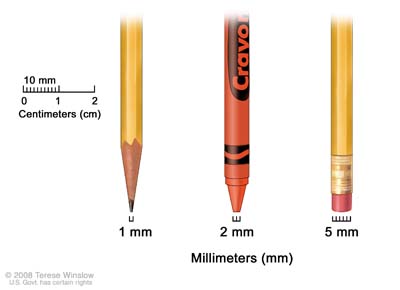 10 mm
0 1 2
Centimeters (cm)
Crayo
1 mm
2 mm
5 mm
Millimeters (mm)
© 2008 Terese Winslow
U.S. Govt. has certain rights